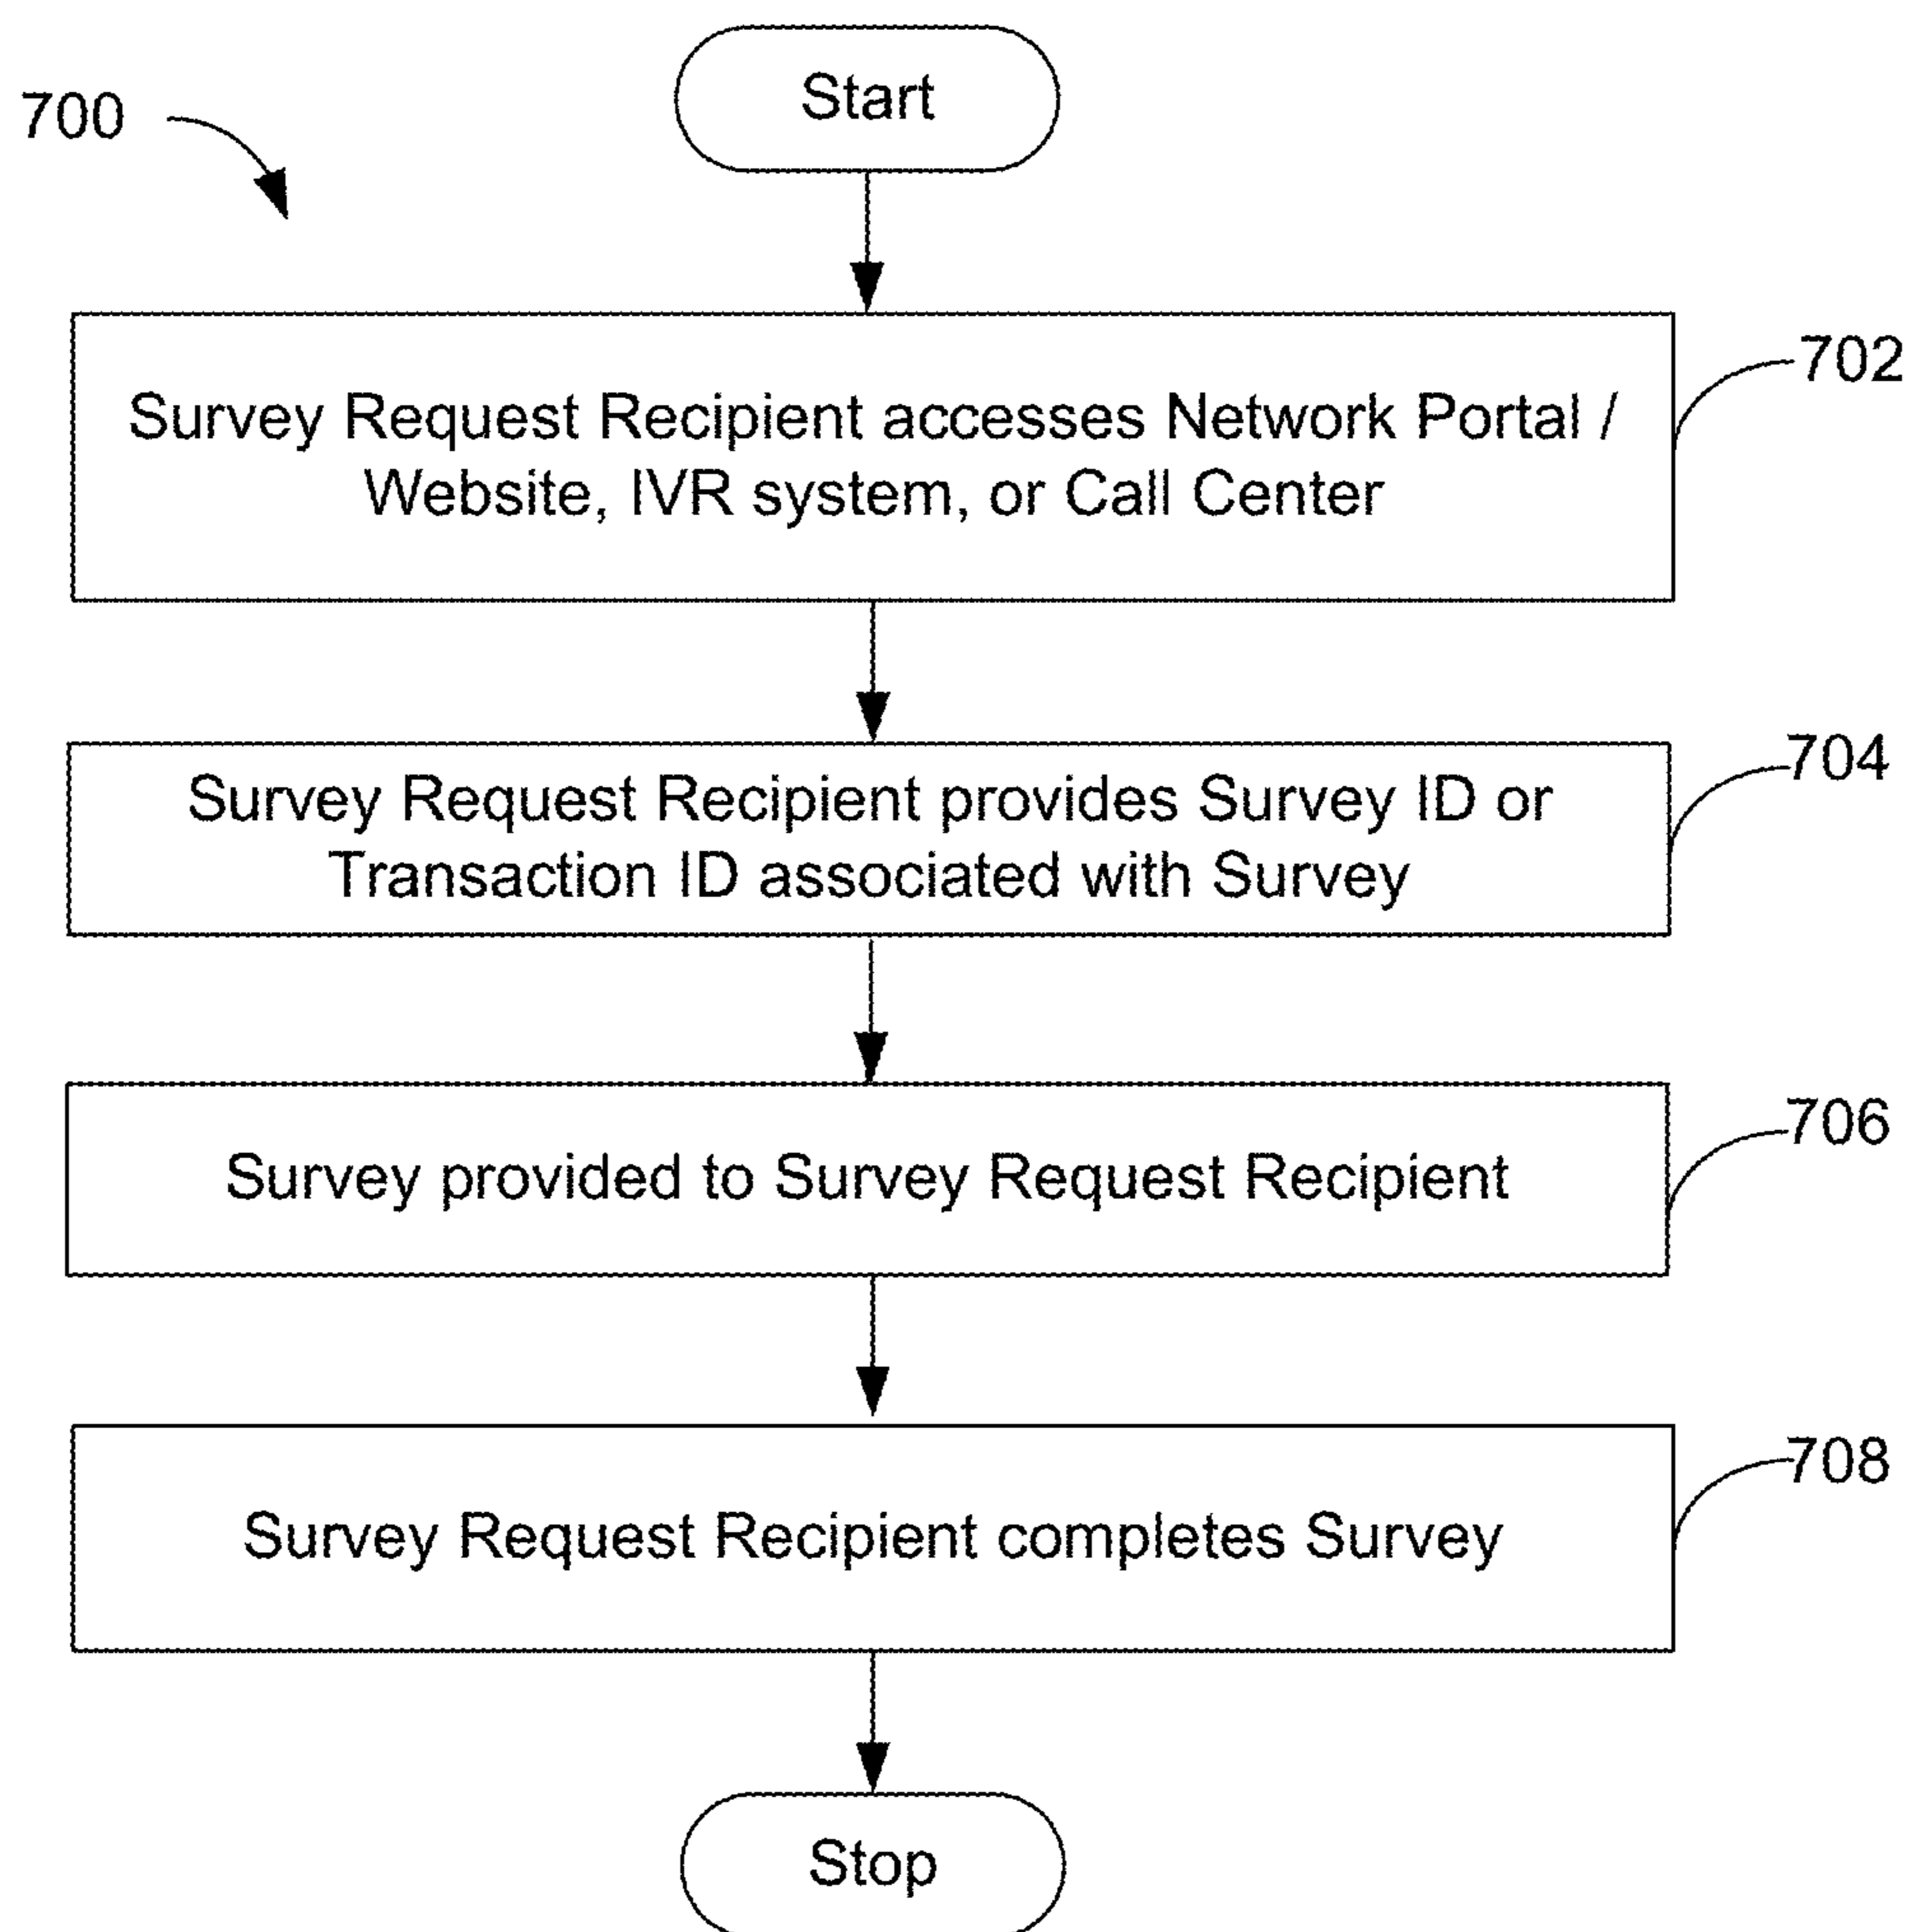 Start
700
702
Survey Request Recipient accesses Network Portal /
Website, IVR system, or Call Center
704
Survey Request Recipient provides Survey ID or
Transaction ID associated with Survey
706
Survey provided to Survey Request Recipient
708
Survey Request Recipient completes Survey
Stop